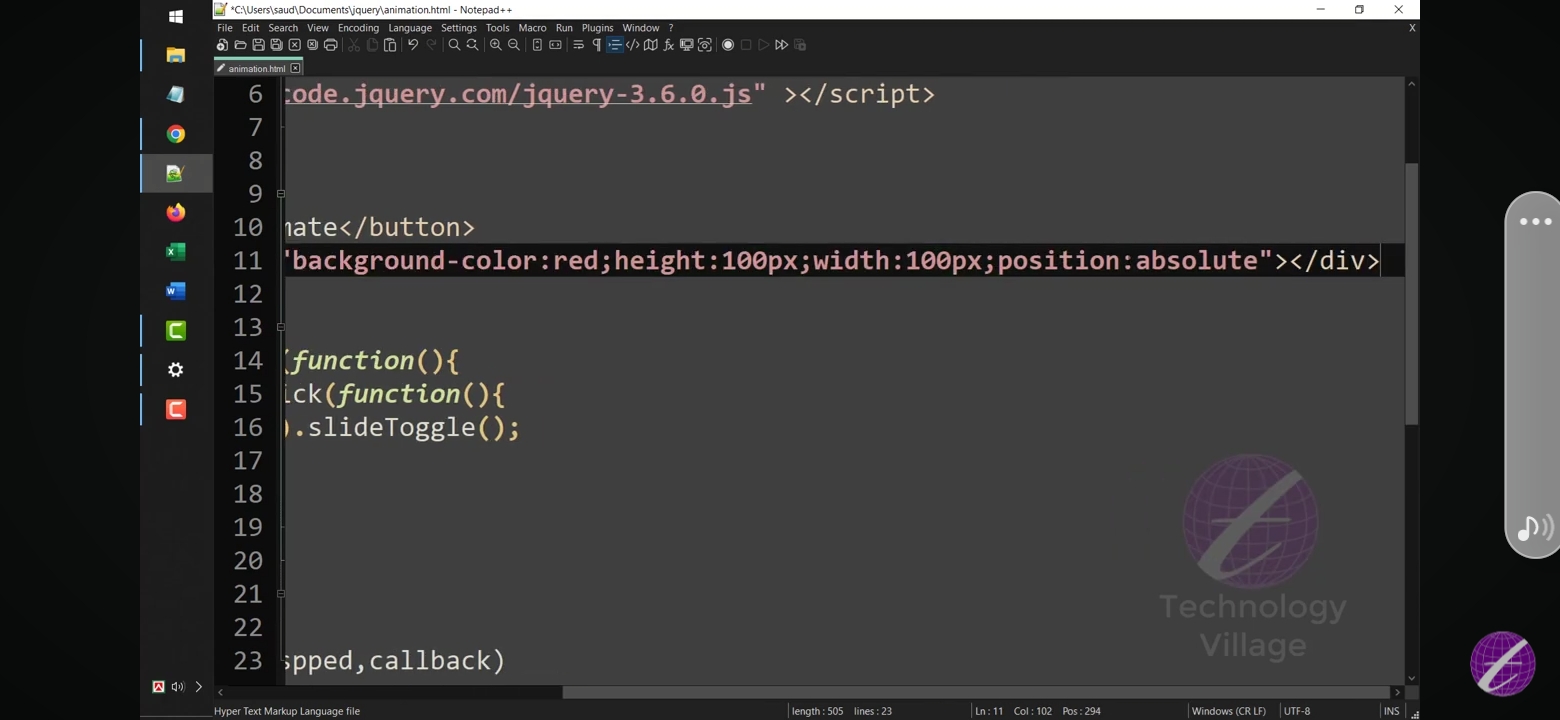 *C:\Users\saud\Documents\jquery\animation.html - Notepad++
File Edit Search View Encoding Language Settings Tools Macro Run Plugins Window ? X
animation.html
6 code.jquery.com/jquery-3.6.0.js" ></script>
7
8
9
10 mate</button>
11 "background-color:red;height:100px;width:100px;position:absolute"></div>
12
13
14 (function(){
15 ick(function(){
16 ).slideToggle();
17
18
19
20
21
22
23 spped,callback)
Technology
Village
Hyper Text Markup Language file length : 505 lines : 23 Ln : 11 Col : 102 Pos : 294 Windows (CR LF) UTF-8 INS